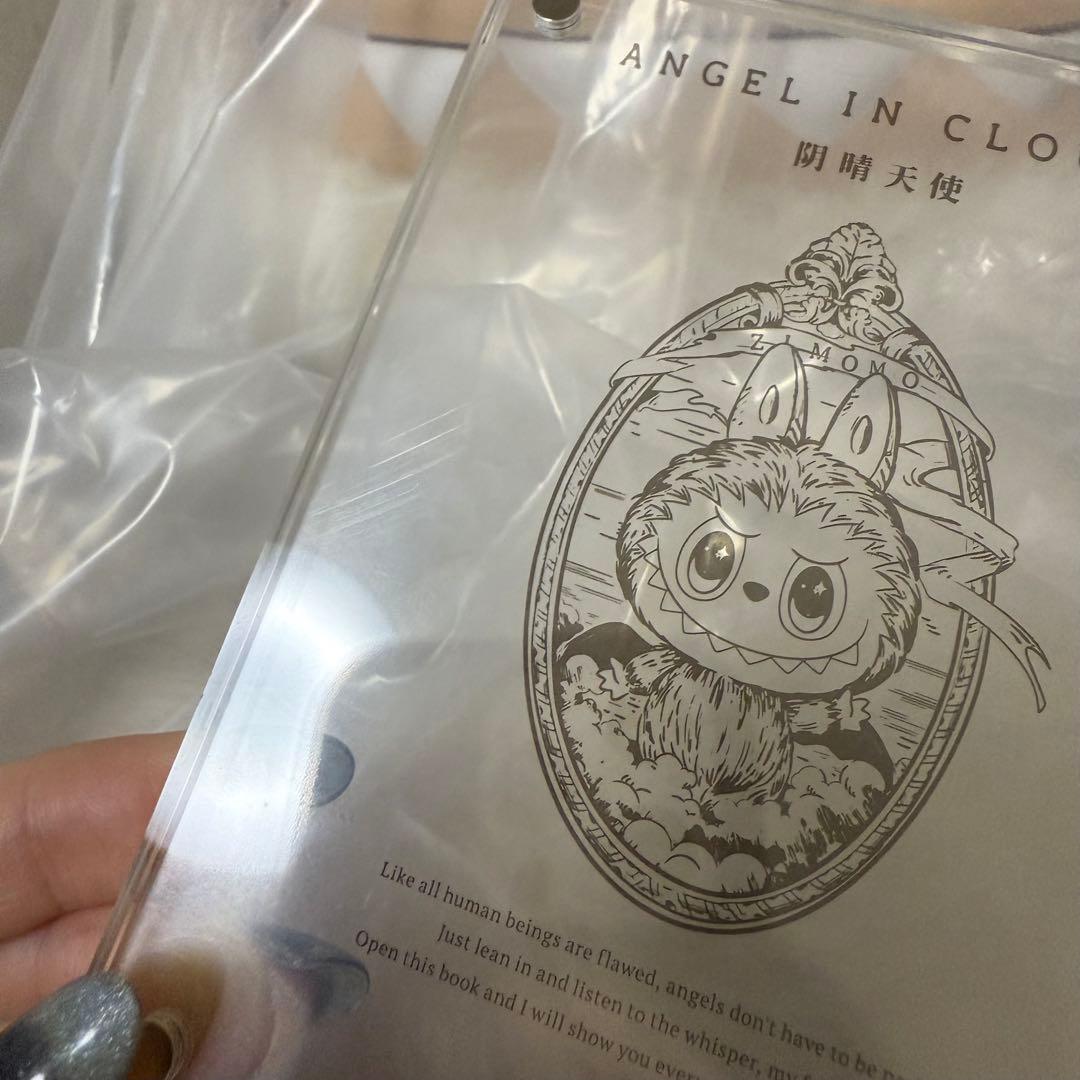 ANGEL IN CLO
阴晴天使
ZIMOMO
Like all human beings are flawed, angels don't have to be
Just lean in and listen to the whisper, my
Open this book and I will show you